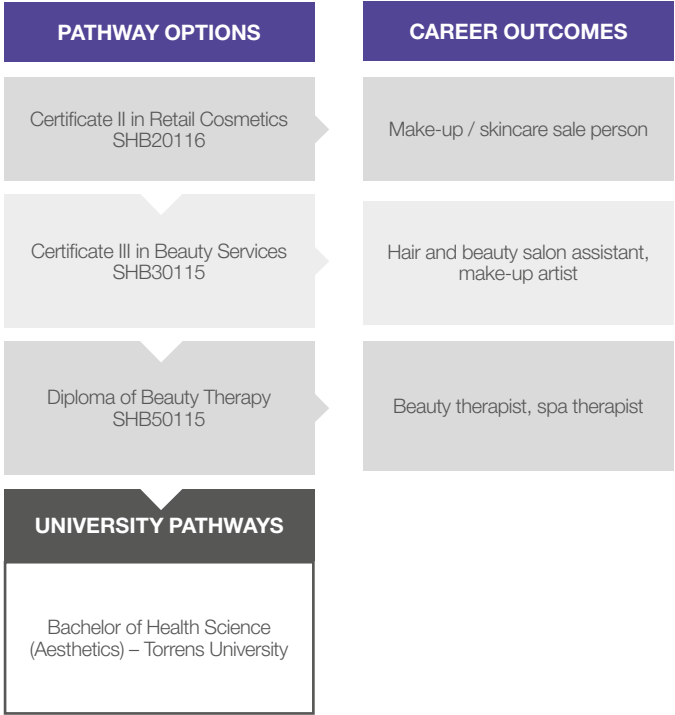 PATHWAY OPTIONS
CAREER OUTCOMES
Certificate II in Retail Cosmetics
SHB20116
Make-up / skincare sale person
Certificate III in Beauty Services
SHB30115
Hair and beauty salon assistant,
make-up artist
Diploma of Beauty Therapy
SHB50115
Beauty therapist, spa therapist
UNIVERSITY PATHWAYS
Bachelor of Health Science
(Aesthetics) – Torrens University